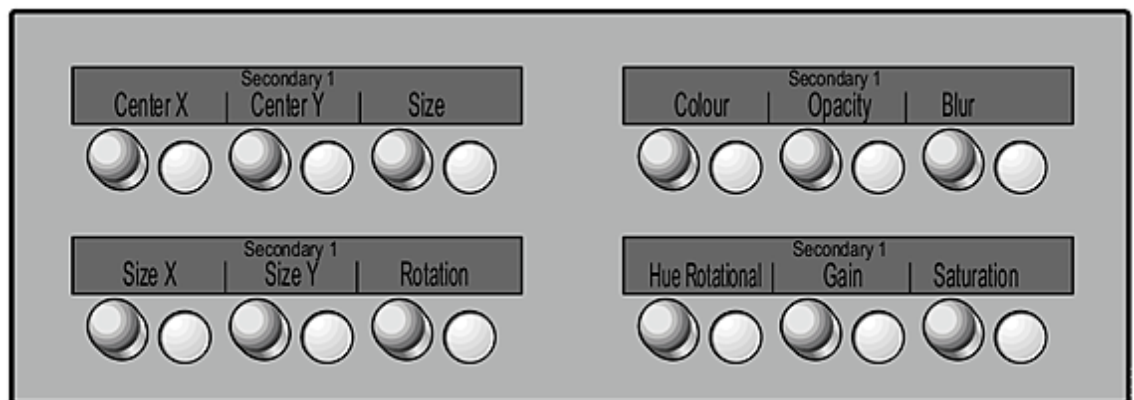 Secondary 1
Center X | Center Y | Size
Secondary 1
Colour | Opacity | Blur
Secondary 1
Size X | Size Y | Rotation
Secondary 1
Hue Rotational | Gain | Saturation